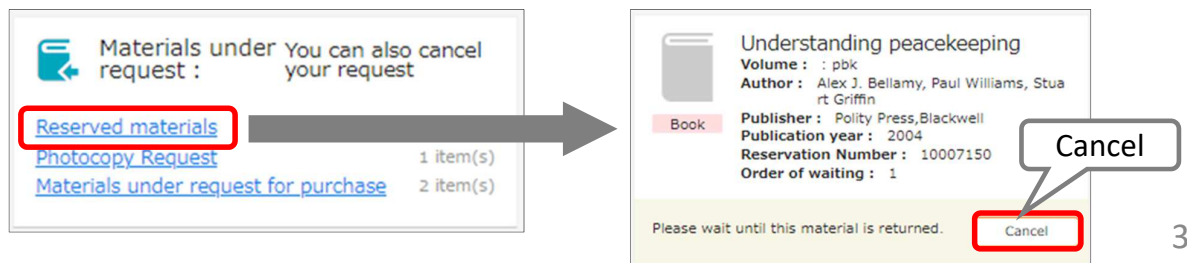 Materials under You can also cancel
request : your request
Reserved materials
Photocopy Request 1 item(s)
Materials under request for purchase 2 item(s)
Understanding peacekeeping
Volume : : pbk
Author : Alex J. Bellamy, Paul Williams, Stua
rt Griffin
Book
Publisher : Polity Press,Blackwell
Publication year : 2004
Reservation Number : 10007150
Order of waiting : 1
Cancel
Please wait until this material is returned. Cancel
3